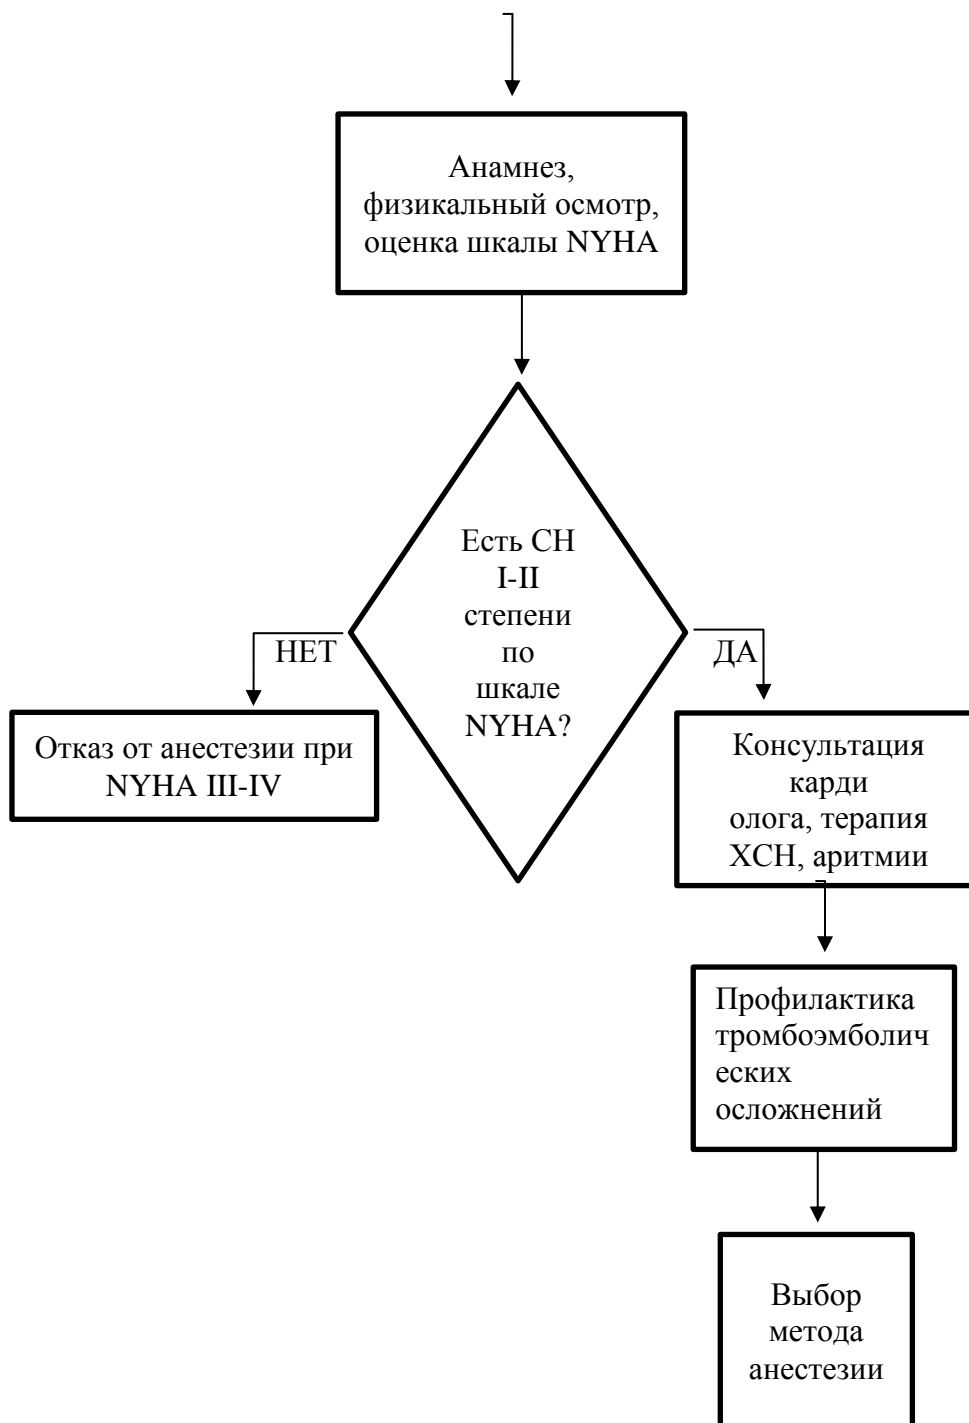 Анамнез,
физикальный осмотр,
оценка шкалы NYHA
Есть СН
I-II
степени
по
шкале
NYHA?
НЕТ
ДА
Отказ от анестезии при
NYHA III-IV
Консультация
карди
олога, терапия
ХСН, аритмии
Профилактика
тромбоэмболич
еских
осложнений
Выбор
метода
анестезии